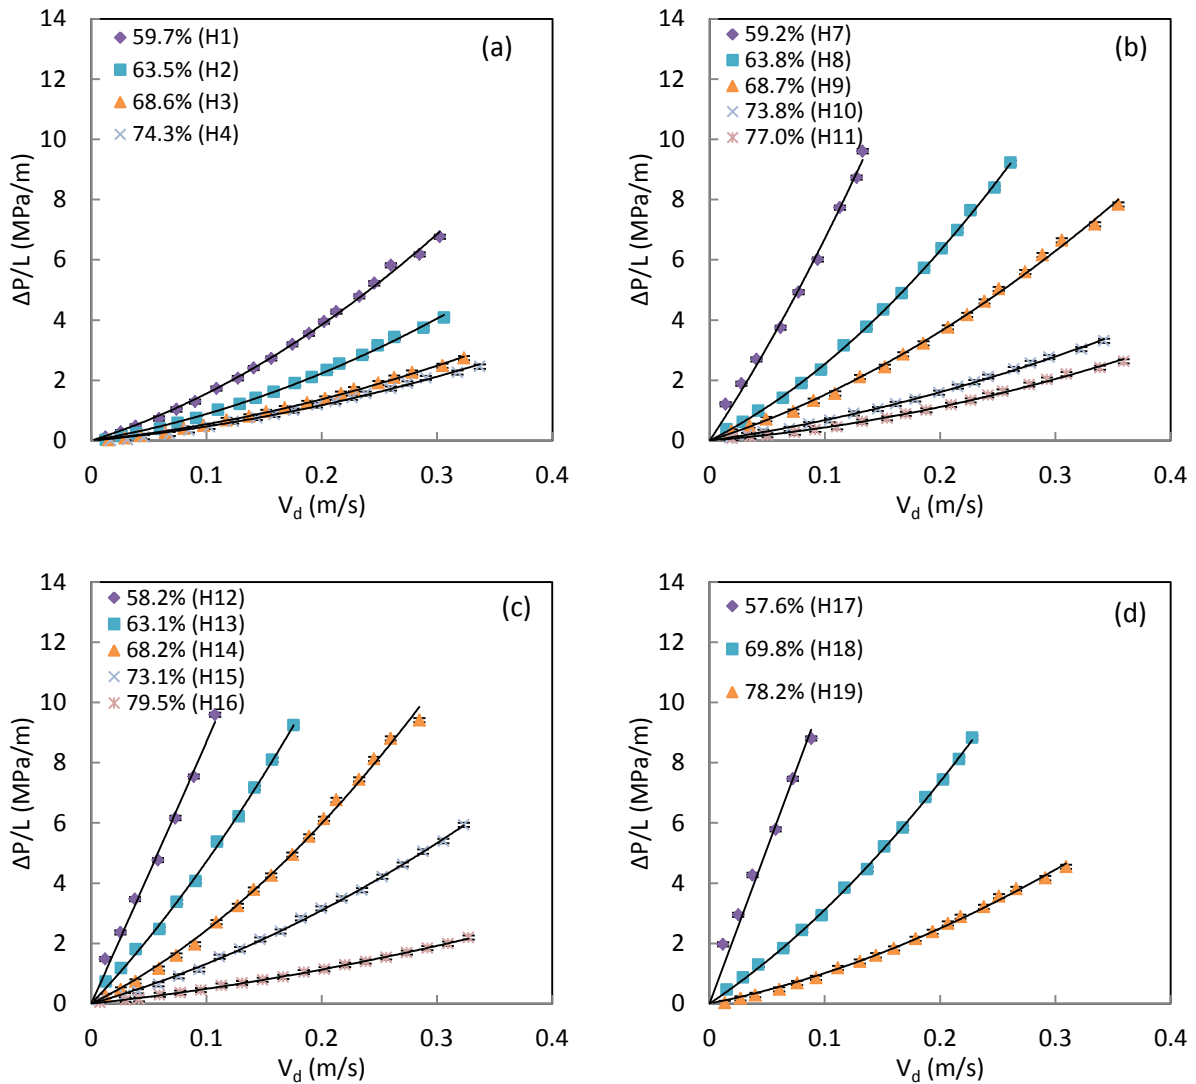 14
12
10
8
6
4
2
0
ΔP/L (MPa/m)
59.7% (H1)
63.5% (H2)
68.6% (H3)
74.3% (H4)
(a)
0 0.1 0.2 0.3 0.4
V_d (m/s)
14
12
10
8
6
4
2
0
ΔP/L (MPa/m)
59.2% (H7)
63.8% (H8)
68.7% (H9)
73.8% (H10)
77.0% (H11)
(b)
0 0.1 0.2 0.3 0.4
V_d (m/s)
14
12
10
8
6
4
2
0
ΔP/L (MPa/m)
58.2% (H12)
63.1% (H13)
68.2% (H14)
73.1% (H15)
79.5% (H16)
(c)
0 0.1 0.2 0.3 0.4
V_d (m/s)
14
12
10
8
6
4
2
0
ΔP/L (MPa/m)
57.6% (H17)
69.8% (H18)
78.2% (H19)
(d)
0 0.1 0.2 0.3 0.4
V_d (m/s)